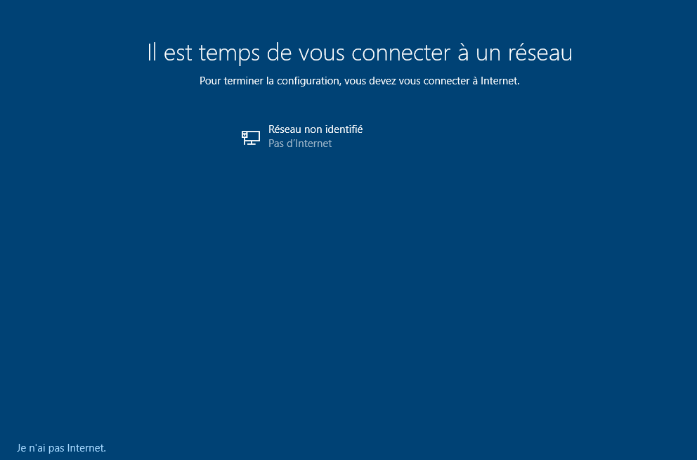 Il est temps de vous connecter à un réseau
Pour terminer la configuration, vous devez vous connecter à Internet.
Réseau non identifié
Pas d'Internet
Je n'ai pas Internet.